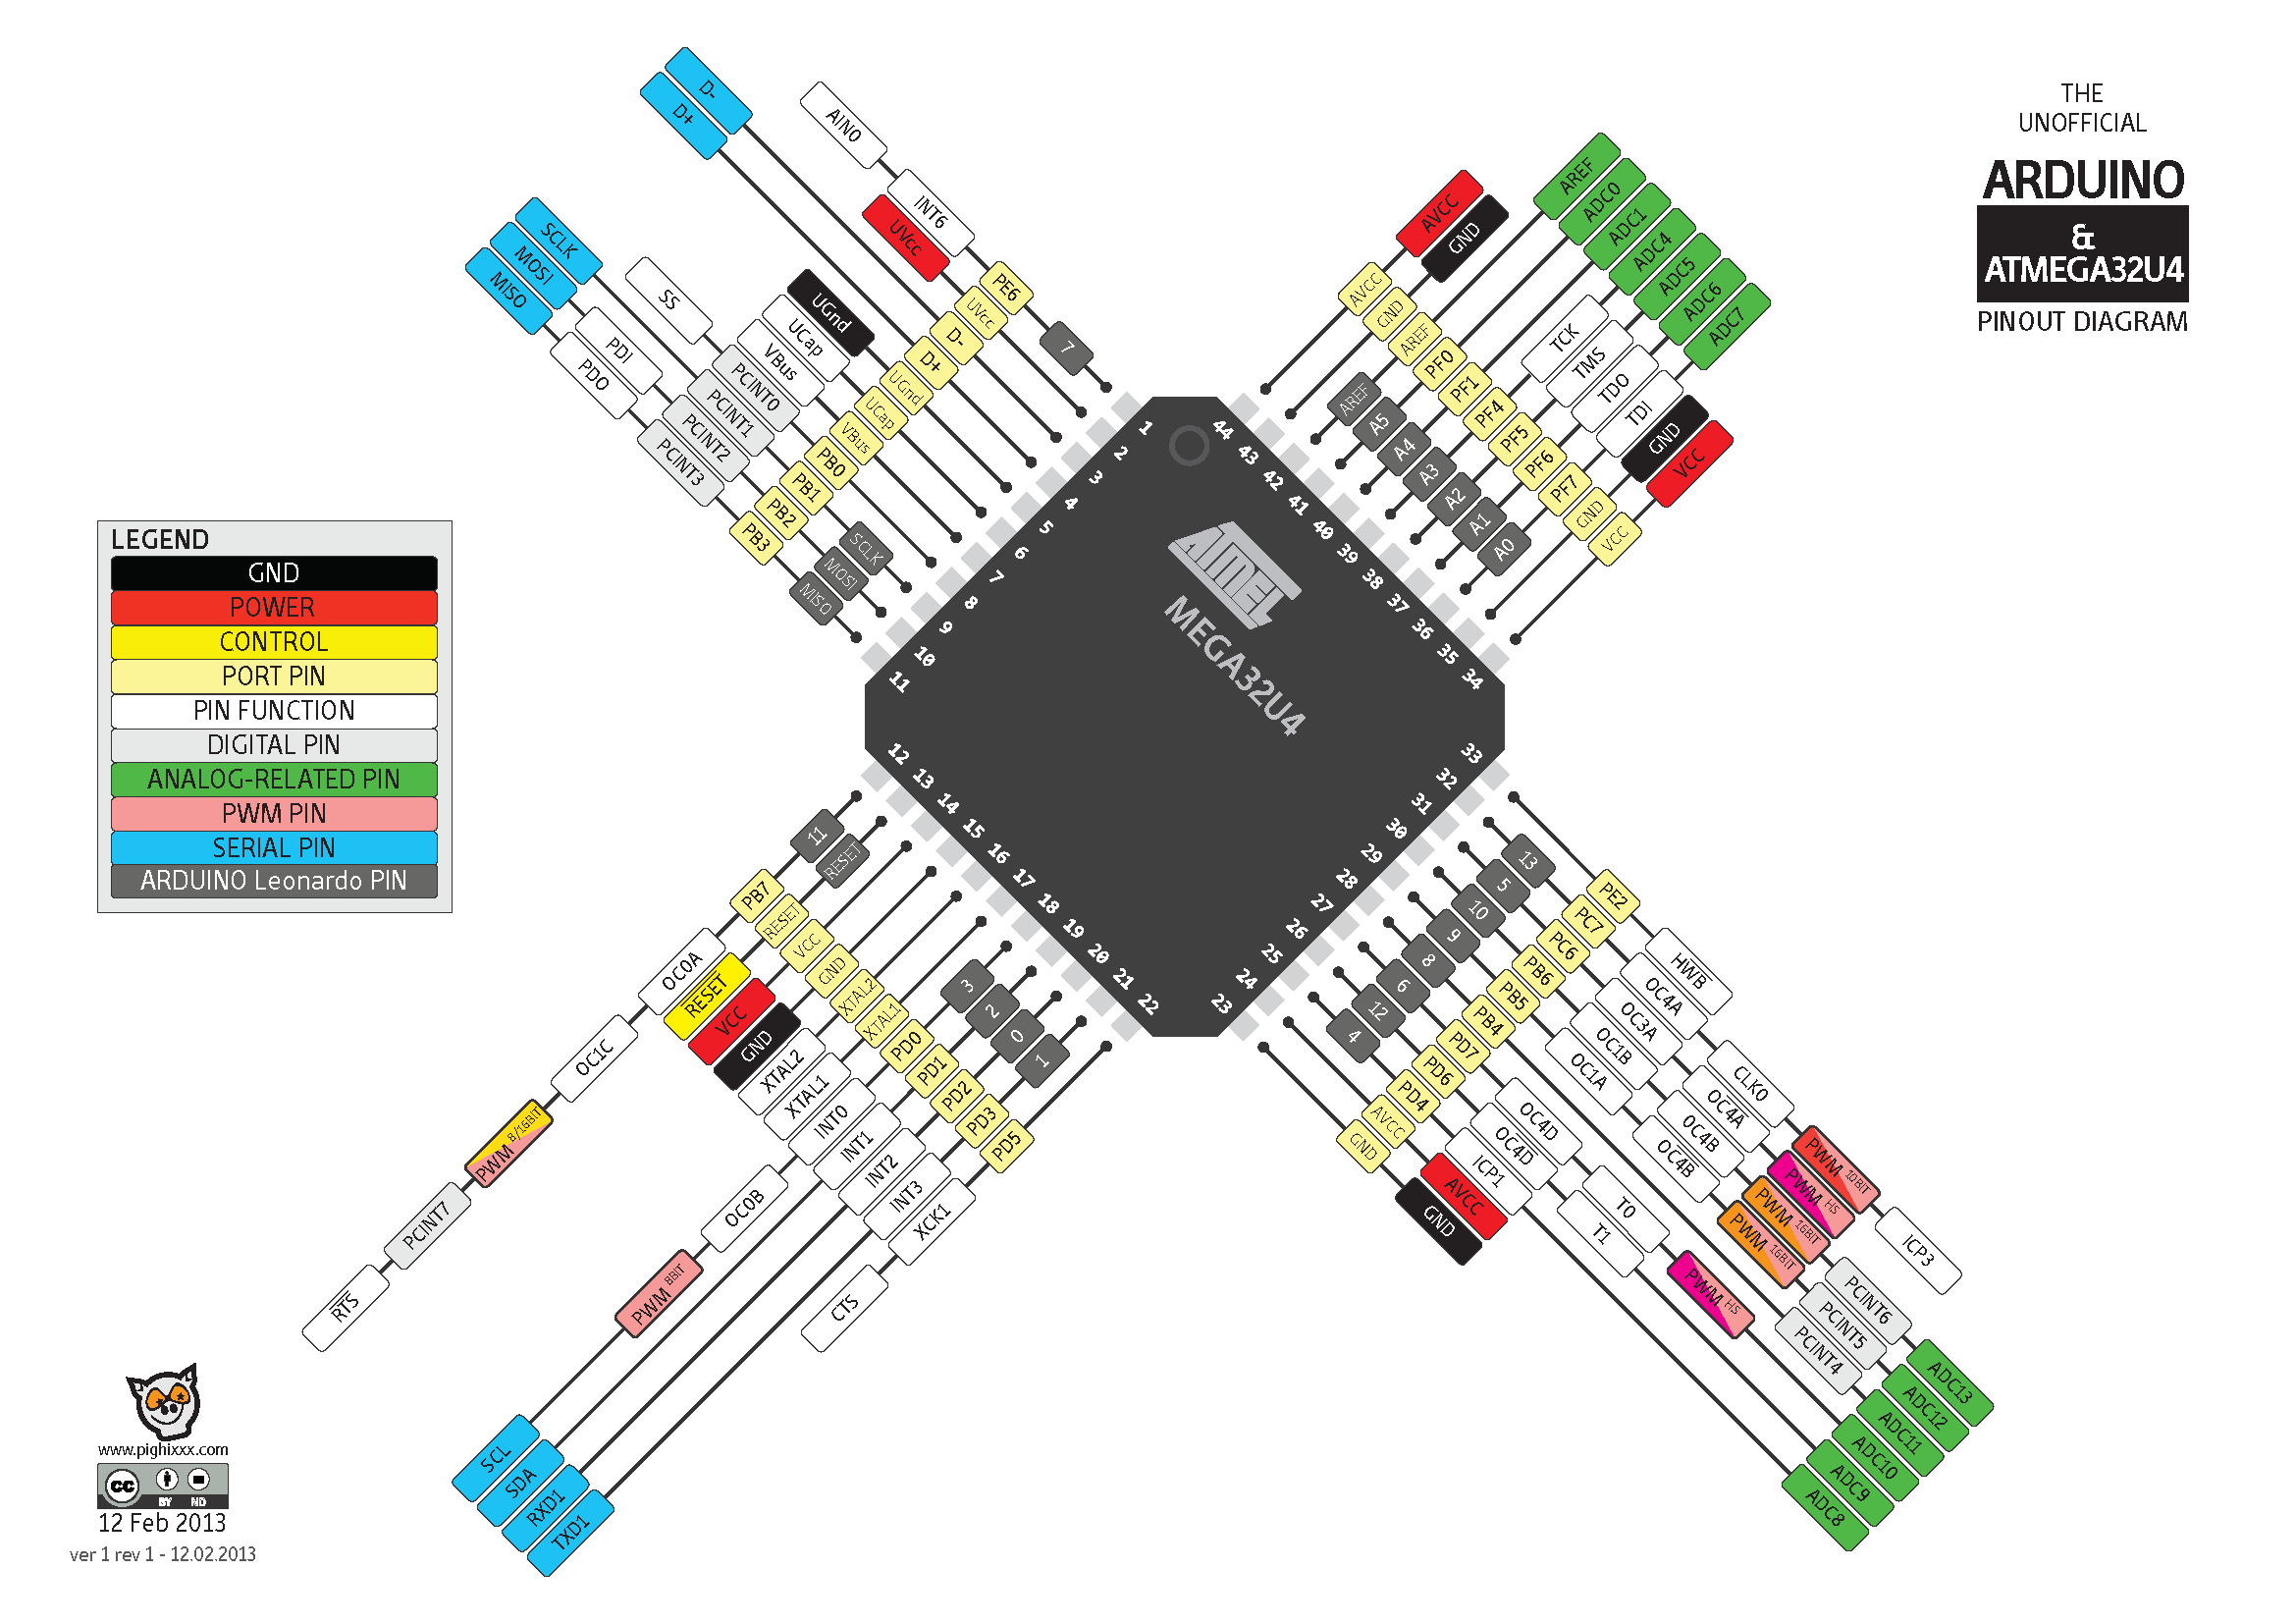 THE
UNOFFICIAL
ARDUINO
&
ATMEGA32U4
PINOUT DIAGRAM
LEGEND
GND
POWER
CONTROL
PORT PIN
PIN FUNCTION
DIGITAL PIN
ANALOG-RELATED PIN
PWM PIN
SERIAL PIN
ARDUINO Leonardo PIN
ATMEL
MEGA32U4
1 7 PE6 INT6 AIN0
2 UVcc UVcc
3 D- D-
4 D+ D+
5 UGnd UGnd
6 UCap UCap
7 VBus VBus
8 PB0 PCINT0 SS
9 SCLK PB1 PCINT1 SCLK
10 MOSI PB2 PCINT2 PDI MOSI
11 MISO PB3 PCINT3 PDO MISO
12 11 PB7 OC0A OC1C PWM 8/16BIT PCINT7 RTS
13 RESET RESET RESET
14 VCC VCC
15 GND GND
16 XTAL2 XTAL2
17 XTAL1 XTAL1
18 3 PD0 INT0 OC0B PWM 8BIT SCL
19 2 PD1 INT1 SDA
20 0 PD2 INT2 RXD1
21 1 PD3 INT3 TXD1
22 PD5 XCK1 CTS
23 GND GND
24 AVCC AVCC
25 4 PD4 ICP1 ADC8
26 12 PD6 OC4D T1 ADC9
27 6 PD7 OC4D T0 PWM HS ADC10
28 8 PB4 PCINT4 ADC11
29 9 PB5 OC1A OC4B PWM 16BIT PCINT5 ADC12
30 10 PB6 OC1B OC4B PWM 16BIT PCINT6 ADC13
31 5 PC6 OC3A OC4A PWM HS
32 13 PC7 OC4A CLK0 PWM 10BIT ICP3
33 PE2 HWB
34 VCC VCC
35 GND GND
36 A0 PF7 TDI ADC7
37 A1 PF6 TDO ADC6
38 A2 PF5 TMS ADC5
39 A3 PF4 TCK ADC4
40 A4 PF1 ADC1
41 A5 PF0 ADC0
42 AREF AREF AREF
43 GND GND
44 AVCC AVCC
www.pighixxx.com
cc BY ND
12 Feb 2013
ver 1 rev 1 - 12.02.2013